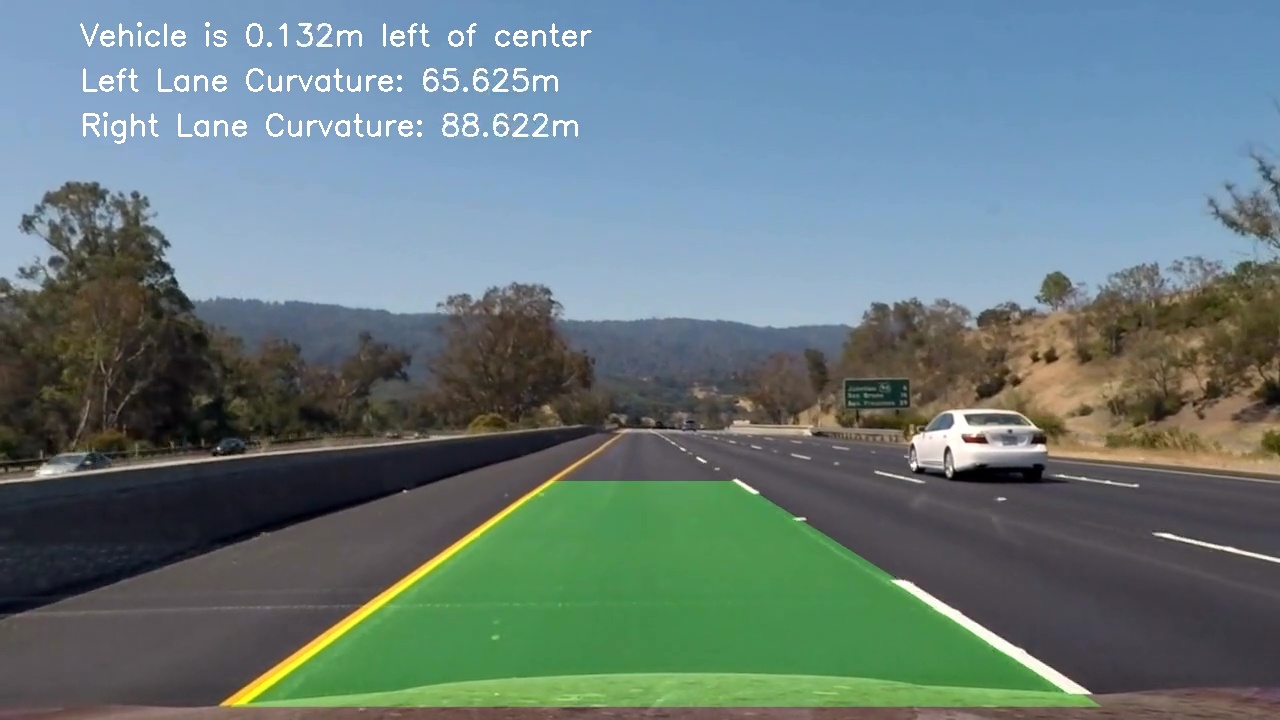 Vehicle is 0.132m left of center
Left Lane Curvature: 65.625m
Right Lane Curvature: 88.622m